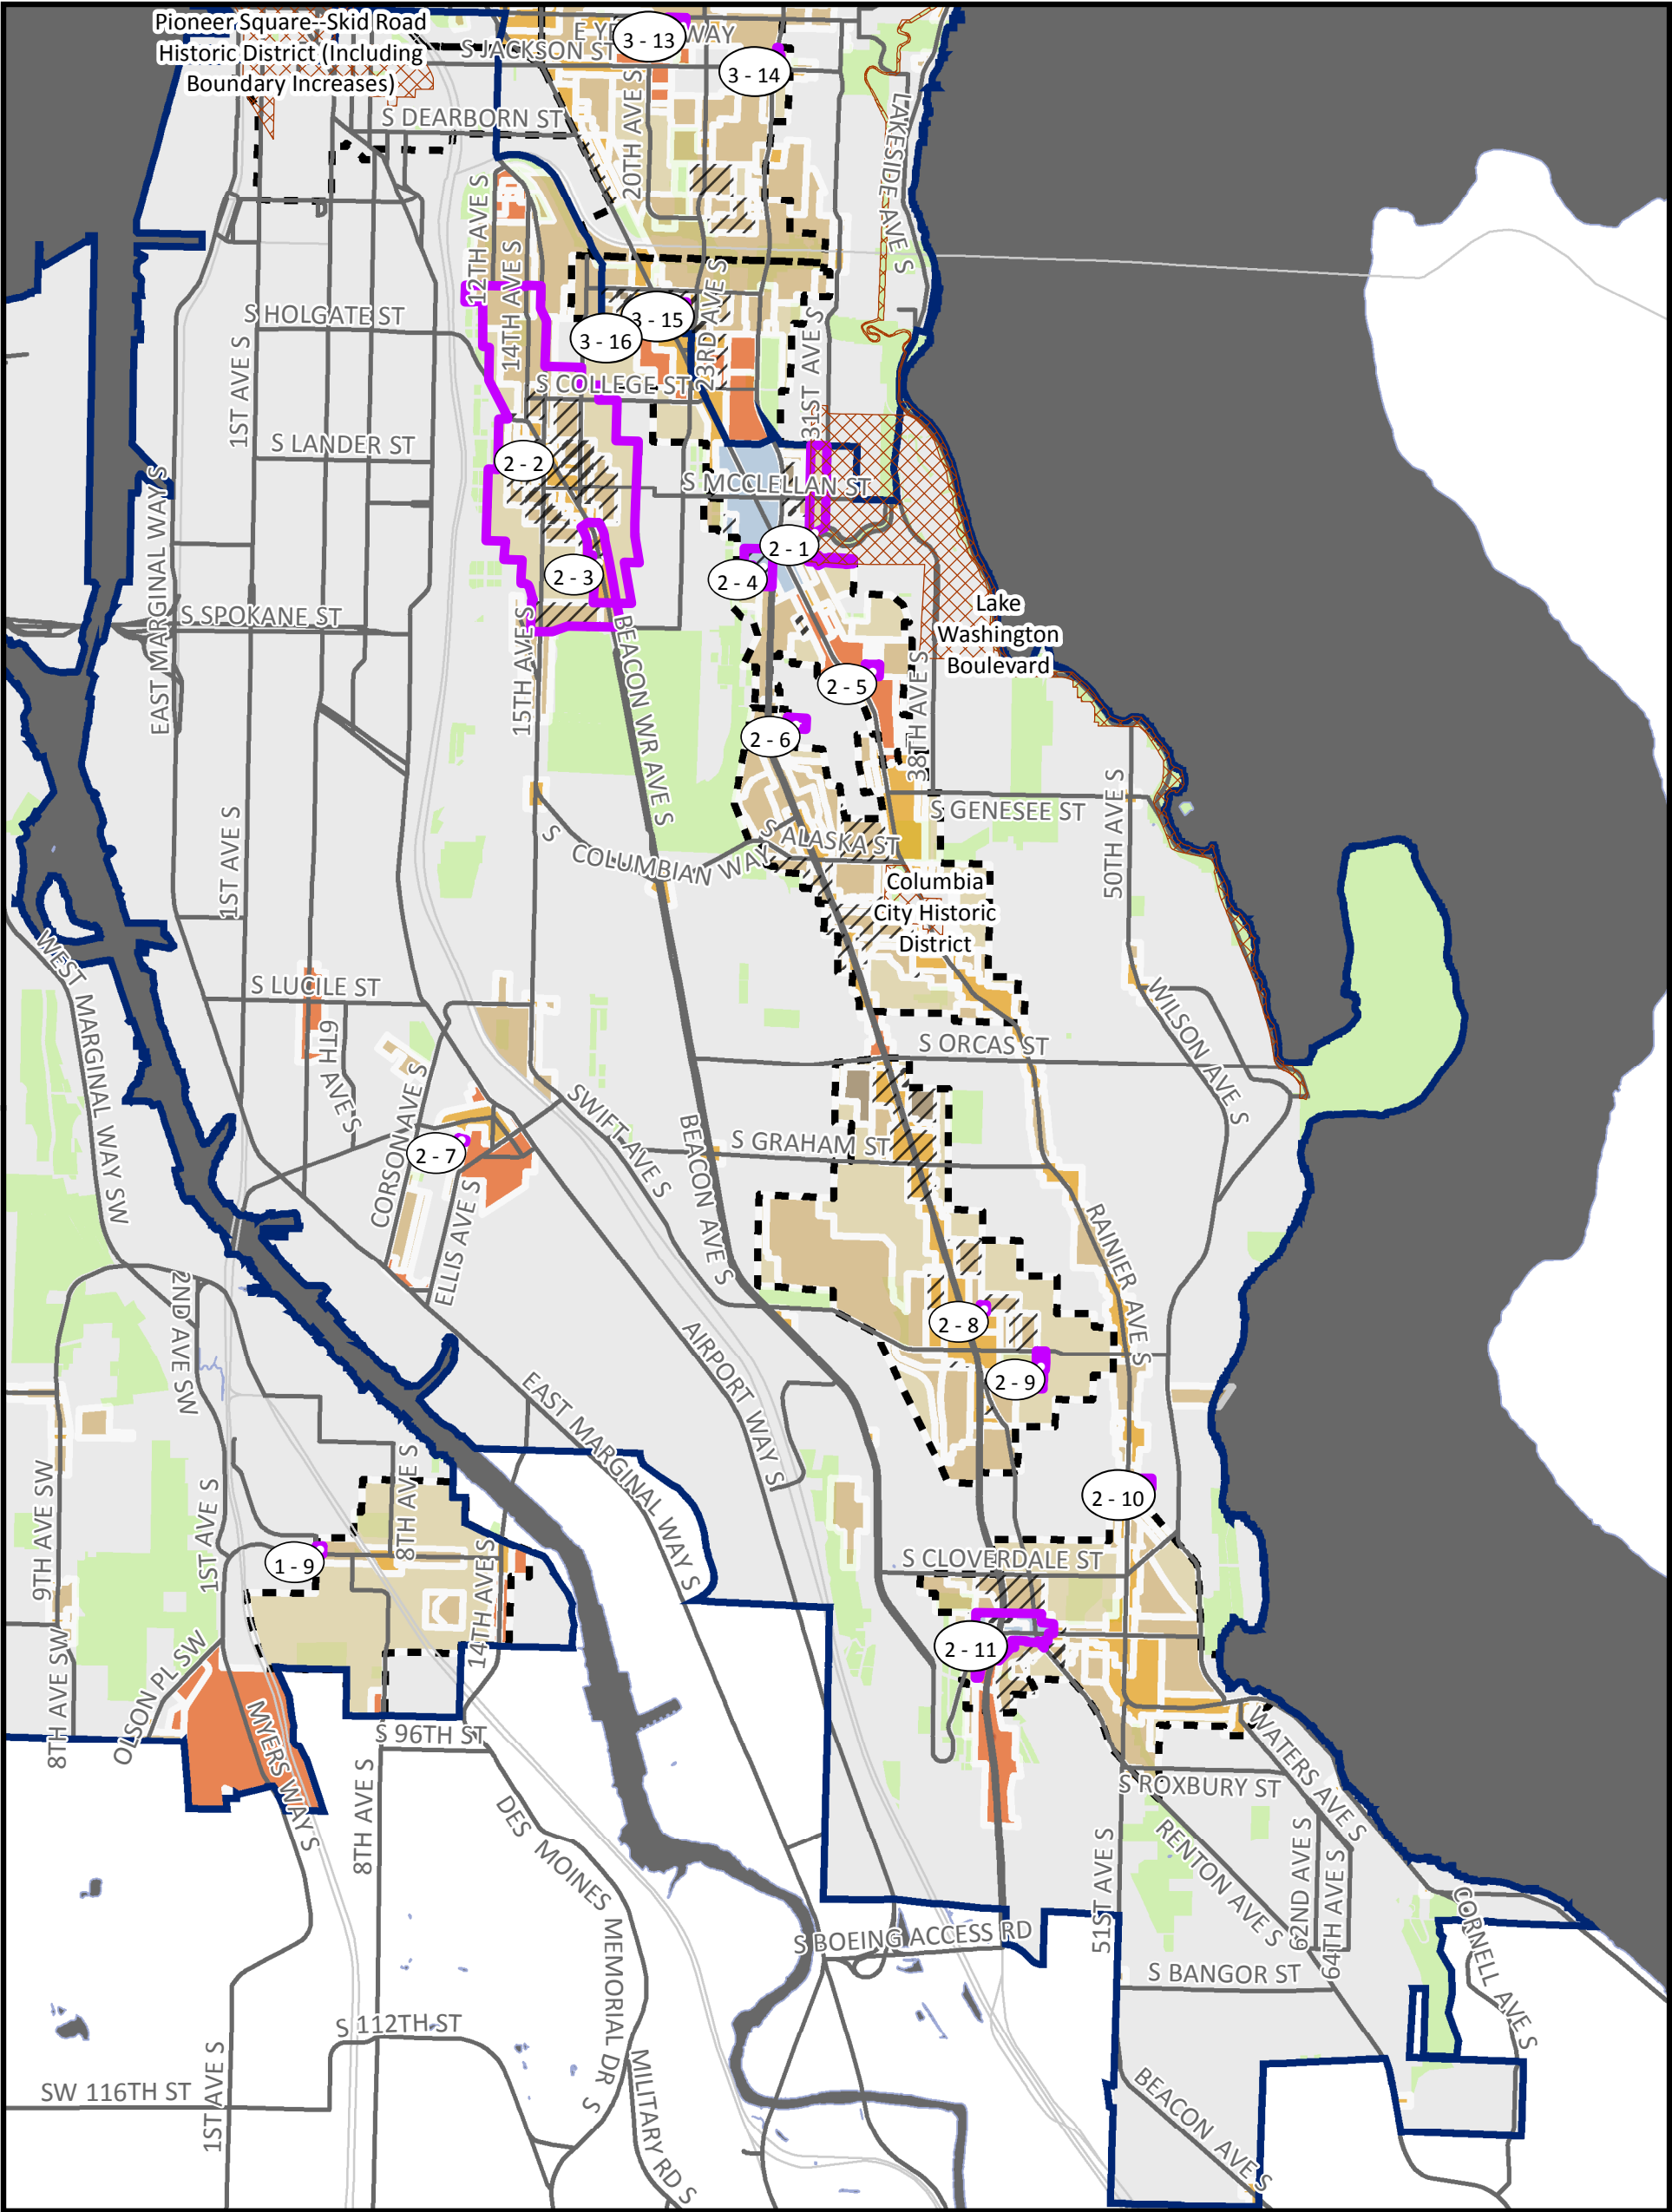 Pioneer Square--Skid Road
Historic District (Including
Boundary Increases)
3 - 13
S JACKSON ST
3 - 14
S DEARBORN ST
20TH AVE S
LAKESIDE AVE S
12TH AVE S
14TH AVE S
23RD AVE S
S HOLGATE ST
3 - 15
3 - 16
31ST AVE S
1ST AVE S
S COLLEGE ST
S LANDER ST
2 - 2
S MCCLELLAN ST
EAST MARGINAL WAY S
2 - 1
2 - 3
2 - 4
Lake
Washington
Boulevard
S SPOKANE ST
15TH AVE S
BEACON WR AVE S
2 - 5
38TH AVE S
2 - 6
S GENESEE ST
50TH AVE S
1ST AVE S
S COLUMBIAN WAY
S ALASKA ST
Columbia
City Historic
District
WEST MARGINAL WAY SW
S LUCILE ST
WILSON AVE S
6TH AVE S
S ORCAS ST
CORSON AVE S
SWIFT AVE S
BEACON AVE S
S GRAHAM ST
2 - 7
ELLIS AVE S
RAINIER AVE S
2ND AVE SW
2 - 8
AIRPORT WAY S
2 - 9
EAST MARGINAL WAY S
9TH AVE SW
1ST AVE S
8TH AVE S
2 - 10
1 - 9
14TH AVE S
S CLOVERDALE ST
8TH AVE SW
OLSON PL SW
2 - 11
MYERS WAY S
S 96TH ST
WATERS AVE S
8TH AVE S
S ROXBURY ST
DES MOINES MEMORIAL DR S
51ST AVE S
RENTON AVE S
62ND AVE S
64TH AVE S
CORNELL AVE S
S BOEING ACCESS RD
S BANGOR ST
S 112TH ST
1ST AVE S
SW 116TH ST
MILITARY RD S
BEACON AVE S